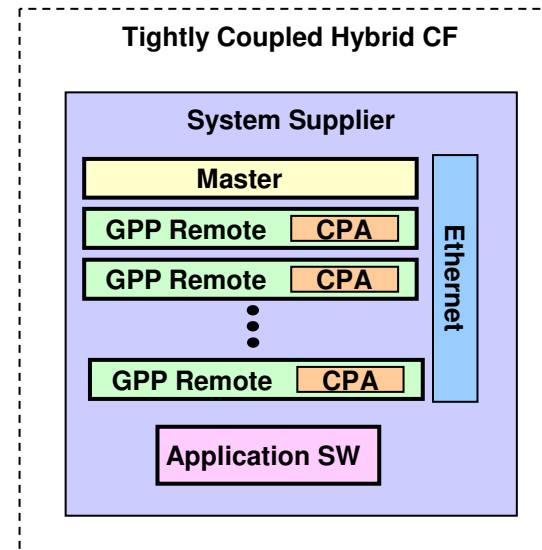 Tightly Coupled Hybrid CF
System Supplier
Master
GPP Remote CPA
GPP Remote CPA
GPP Remote CPA
Ethernet
Application SW